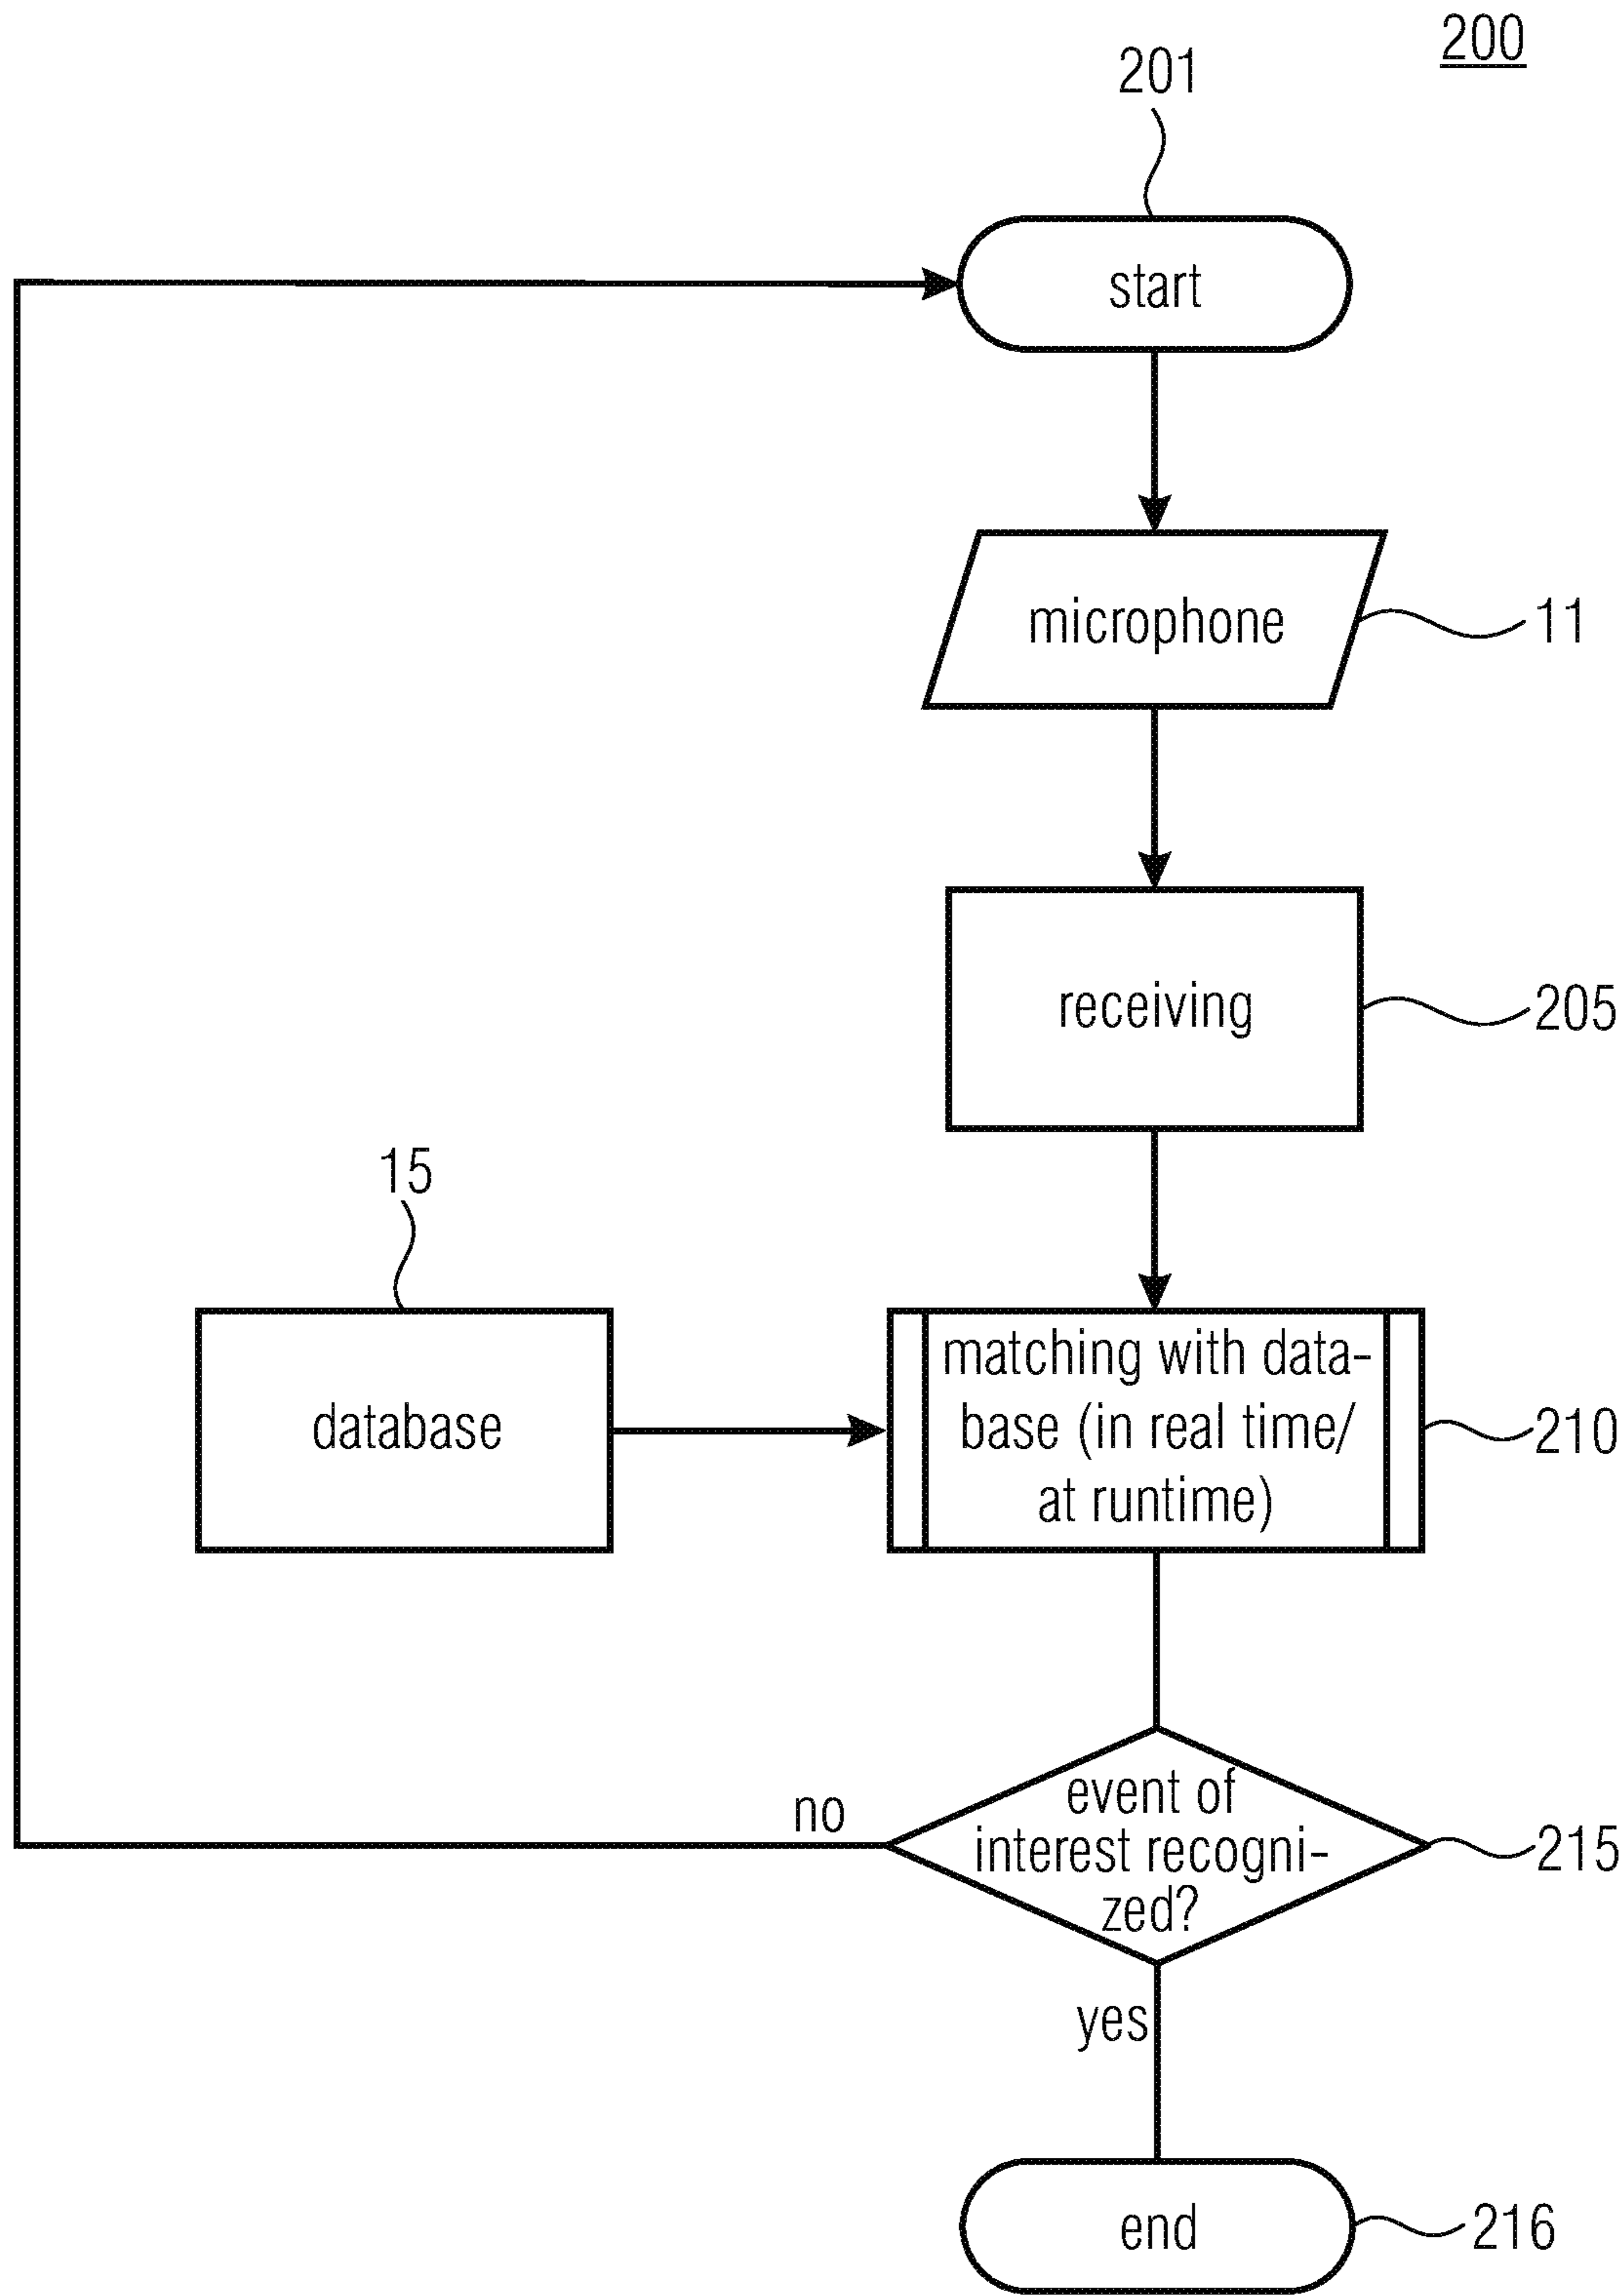 200
201
start
microphone
11
receiving
205
15
database
matching with data-
base (in real time/
at runtime)
210
no
event of
interest recogni-
zed?
215
yes
end
216